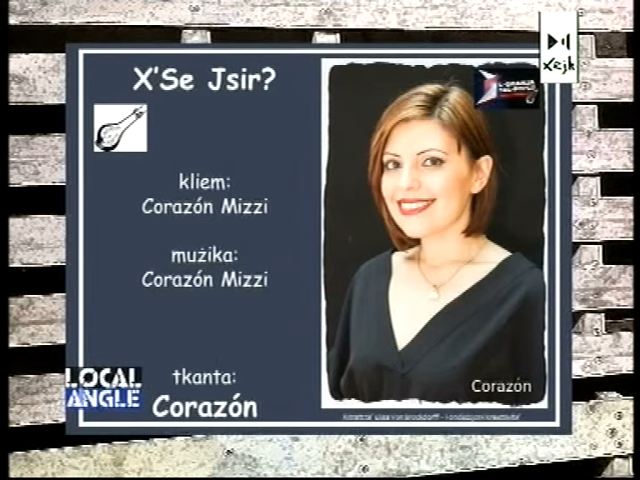 X'Se Jsir?
kliem:
Corazón Mizzi
mużika:
Corazón Mizzi
tkanta:
Corazón
Corazón
LOCAL
ANGLE
Xejk